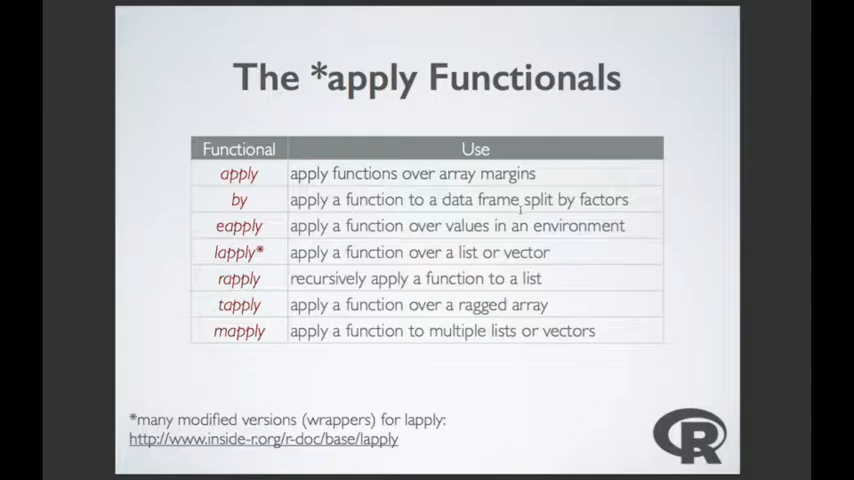 The *apply Functionals
Functional Use
apply apply functions over array margins
by apply a function to a data frame split by factors
eapply apply a function over values in an environment
lapply* apply a function over a list or vector
rapply recursively apply a function to a list
tapply apply a function over a ragged array
mapply apply a function to multiple lists or vectors
*many modified versions (wrappers) for lapply:
http://www.inside-r.org/r-doc/base/lapply
R